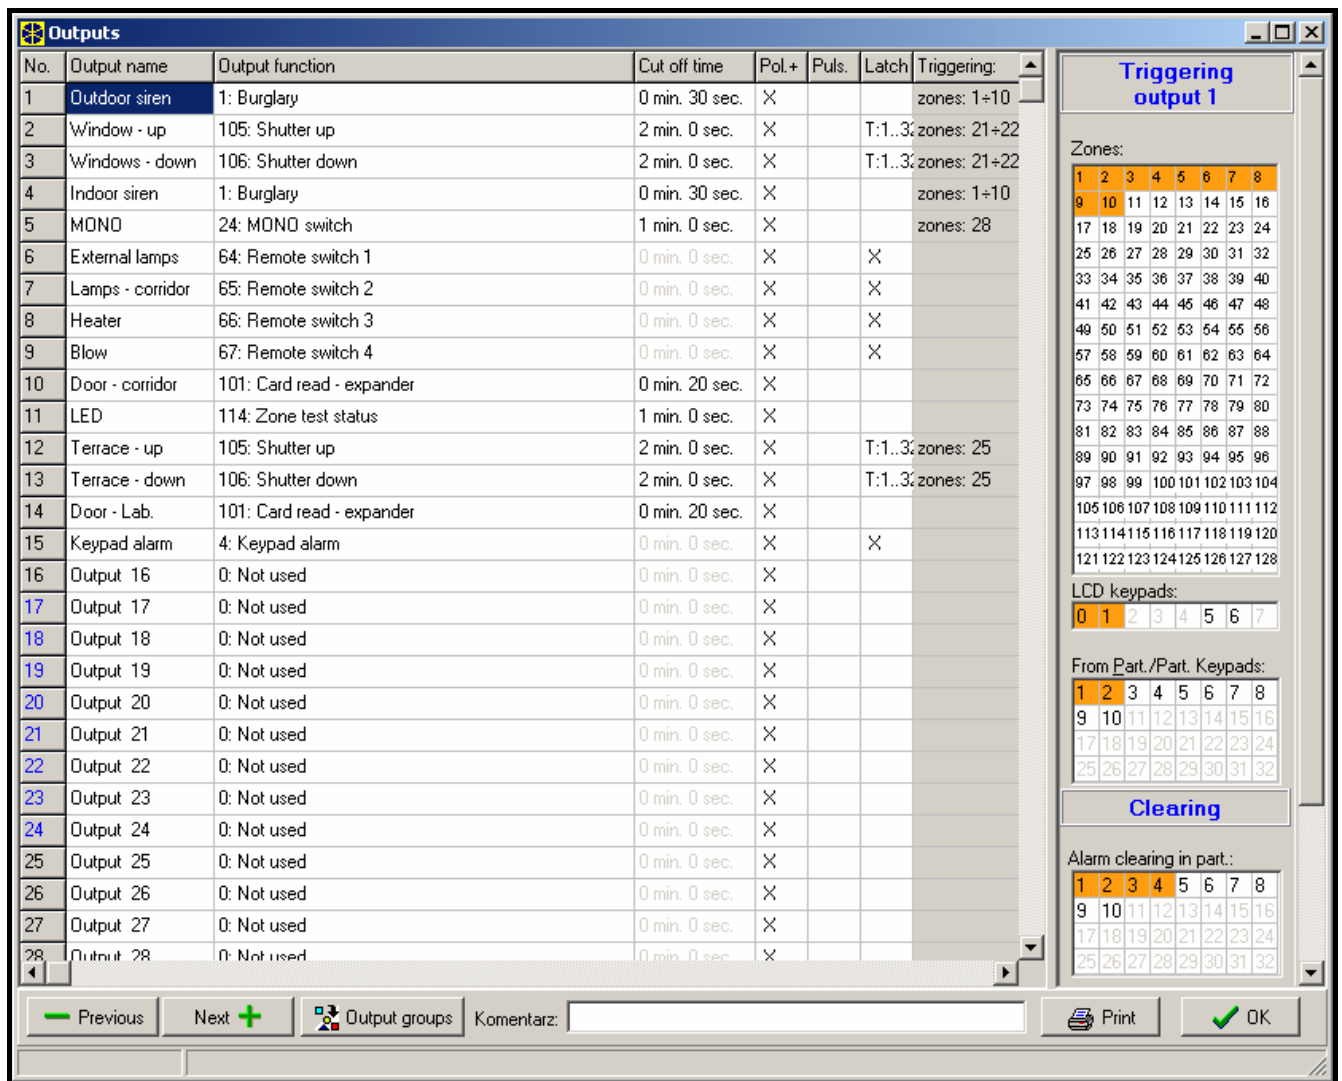 Outputs
No. Output name Output function Cut off time Pol.+ Puls. Latch Triggering:
1 Outdoor siren 1: Burglary 0 min. 30 sec. X zones: 1÷10
2 Window - up 105: Shutter up 2 min. 0 sec. X T:1..32 zones: 21÷22
3 Windows - down 106: Shutter down 2 min. 0 sec. X T:1..32 zones: 21÷22
4 Indoor siren 1: Burglary 0 min. 30 sec. X zones: 1÷10
5 MONO 24: MONO switch 1 min. 0 sec. X zones: 28
6 External lamps 64: Remote switch 1 0 min. 0 sec. X X
7 Lamps - corridor 65: Remote switch 2 0 min. 0 sec. X X
8 Heater 66: Remote switch 3 0 min. 0 sec. X X
9 Blow 67: Remote switch 4 0 min. 0 sec. X X
10 Door - corridor 101: Card read - expander 0 min. 20 sec. X
11 LED 114: Zone test status 1 min. 0 sec. X
12 Terrace - up 105: Shutter up 2 min. 0 sec. X T:1..32 zones: 25
13 Terrace - down 106: Shutter down 2 min. 0 sec. X T:1..32 zones: 25
14 Door - Lab. 101: Card read - expander 0 min. 20 sec. X
15 Keypad alarm 4: Keypad alarm 0 min. 0 sec. X X
16 Output 16 0: Not used 0 min. 0 sec. X
17 Output 17 0: Not used 0 min. 0 sec. X
18 Output 18 0: Not used 0 min. 0 sec. X
19 Output 19 0: Not used 0 min. 0 sec. X
20 Output 20 0: Not used 0 min. 0 sec. X
21 Output 21 0: Not used 0 min. 0 sec. X
22 Output 22 0: Not used 0 min. 0 sec. X
23 Output 23 0: Not used 0 min. 0 sec. X
24 Output 24 0: Not used 0 min. 0 sec. X
25 Output 25 0: Not used 0 min. 0 sec. X
26 Output 26 0: Not used 0 min. 0 sec. X
27 Output 27 0: Not used 0 min. 0 sec. X
28 Output 28 0: Not used 0 min. 0 sec. X
Triggering
output 1
Zones:
1 2 3 4 5 6 7 8
9 10 11 12 13 14 15 16
17 18 19 20 21 22 23 24
25 26 27 28 29 30 31 32
33 34 35 36 37 38 39 40
41 42 43 44 45 46 47 48
49 50 51 52 53 54 55 56
57 58 59 60 61 62 63 64
65 66 67 68 69 70 71 72
73 74 75 76 77 78 79 80
81 82 83 84 85 86 87 88
89 90 91 92 93 94 95 96
97 98 99 100 101 102 103 104
105 106 107 108 109 110 111 112
113 114 115 116 117 118 119 120
121 122 123 124 125 126 127 128
LCD keypads:
0 1 2 3 4 5 6 7
From Part./Part. Keypads:
1 2 3 4 5 6 7 8
9 10 11 12 13 14 15 16
17 18 19 20 21 22 23 24
25 26 27 28 29 30 31 32
Clearing
Alarm clearing in part.:
1 2 3 4 5 6 7 8
9 10 11 12 13 14 15 16
17 18 19 20 21 22 23 24
25 26 27 28 29 30 31 32
Previous Next Output groups Komentarz: Print OK